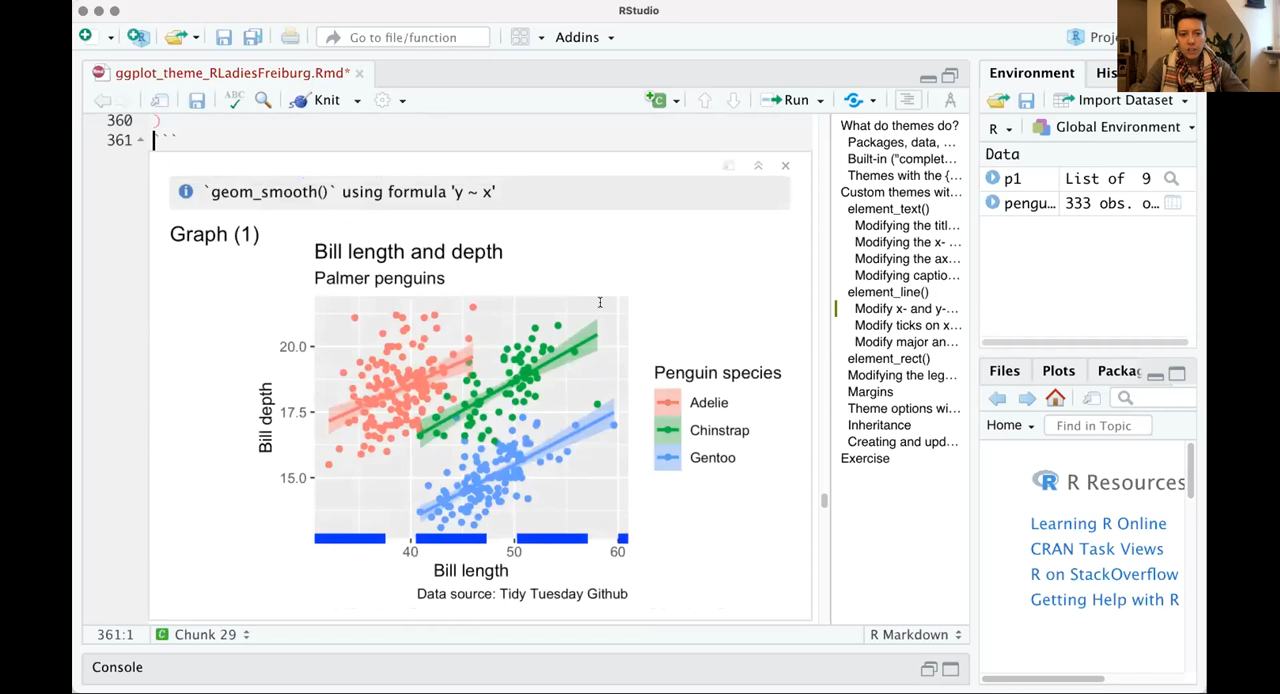 RStudio
Go to file/function
Addins
Proje
ggplot_theme_RLadiesFreiburg.Rmd*
Environment
His
ABC
Knit
Run
Import Dataset
R
Global Environment
360 )
361 ```
Data
p1 List of 9
pengu… 333 obs. o…
`geom_smooth()` using formula 'y ~ x'
Graph (1)
Bill length and depth
Palmer penguins
20.0
17.5
15.0
Bill depth
40
50
60
Bill length
Data source: Tidy Tuesday Github
Penguin species
Adelie
Chinstrap
Gentoo
What do themes do?
Packages, data, …
Built-in ("complet…
Themes with the {…
Custom themes wit…
element_text()
Modifying the titl…
Modifying the x- …
Modifying the ax…
Modifying captio…
element_line()
Modify x- and y-…
Modify ticks on x…
Modify major an…
element_rect()
Modifying the leg…
Margins
Theme options wi…
Inheritance
Creating and upd…
Exercise
Files
Plots
Packag
Home
Find in Topic
R Resources
Learning R Online
CRAN Task Views
R on StackOverflow
Getting Help with R
361:1
Chunk 29
R Markdown
Console